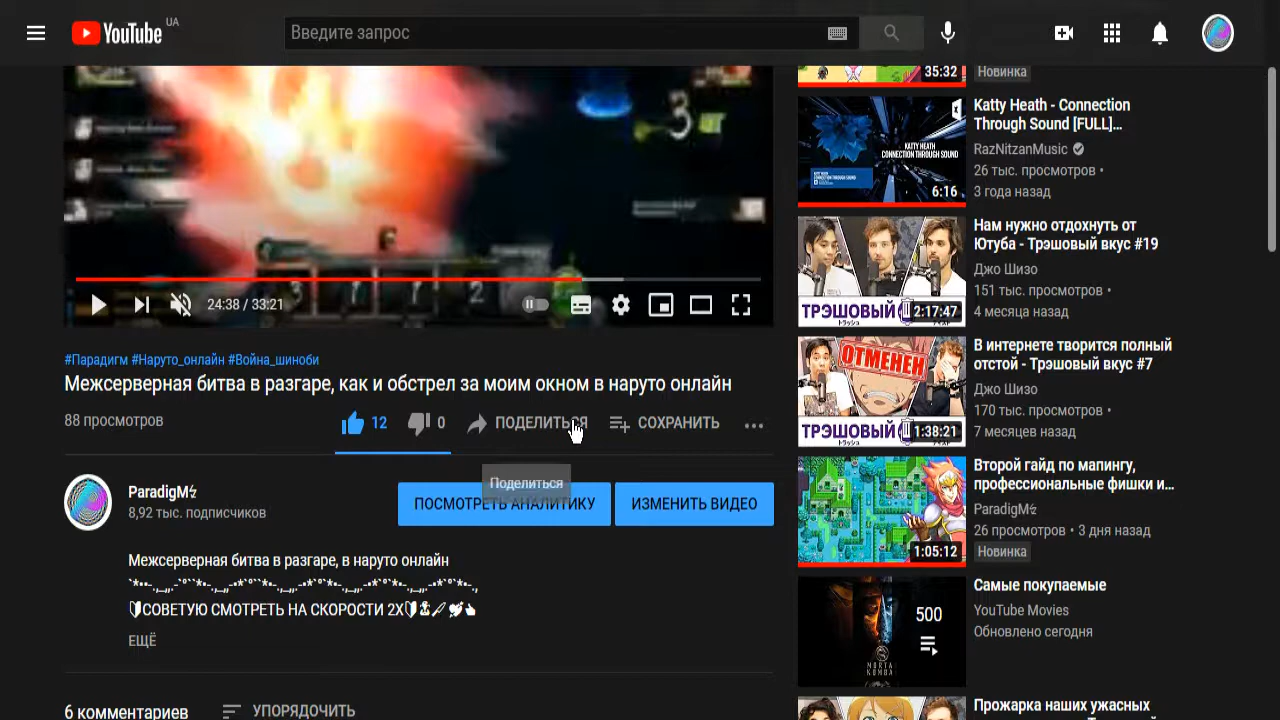 YouTube UA
Введите запрос
24:38 / 33:21
#Парадигм #Наруто_онлайн #Война_шиноби
Межсерверная битва в разгаре, как и обстрел за моим окном в наруто онлайн
88 просмотров
12
0
ПОДЕЛИТЬСЯ
СОХРАНИТЬ
Поделиться
ParadigM
8,92 тыс. подписчиков
ПОСМОТРЕТЬ АНАЛИТИКУ
ИЗМЕНИТЬ ВИДЕО
Межсерверная битва в разгаре, в наруто онлайн
СОВЕТУЮ СМОТРЕТЬ НА СКОРОСТИ 2X
ЕЩЁ
6 комментариев
УПОРЯДОЧИТЬ
35:32
Новинка
KATTY HEATH
CONNECTION THROUGH SOUND
6:16
Katty Heath - Connection
Through Sound [FULL]...
RazNitzanMusic
26 тыс. просмотров •
3 года назад
ТРЭШОВЫЙ
2:17:47
Нам нужно отдохнуть от
Ютуба - Трэшовый вкус #19
Джо Шизо
151 тыс. просмотров •
4 месяца назад
ОТМЕНЕН
ТРЭШОВЫЙ
1:38:21
В интернете творится полный
отстой - Трэшовый вкус #7
Джо Шизо
170 тыс. просмотров •
7 месяцев назад
1:05:12
Второй гайд по мапингу,
профессиональные фишки и...
ParadigM
26 просмотров • 3 дня назад
Новинка
500
Самые покупаемые
YouTube Movies
Обновлено сегодня
Прожарка наших ужасных